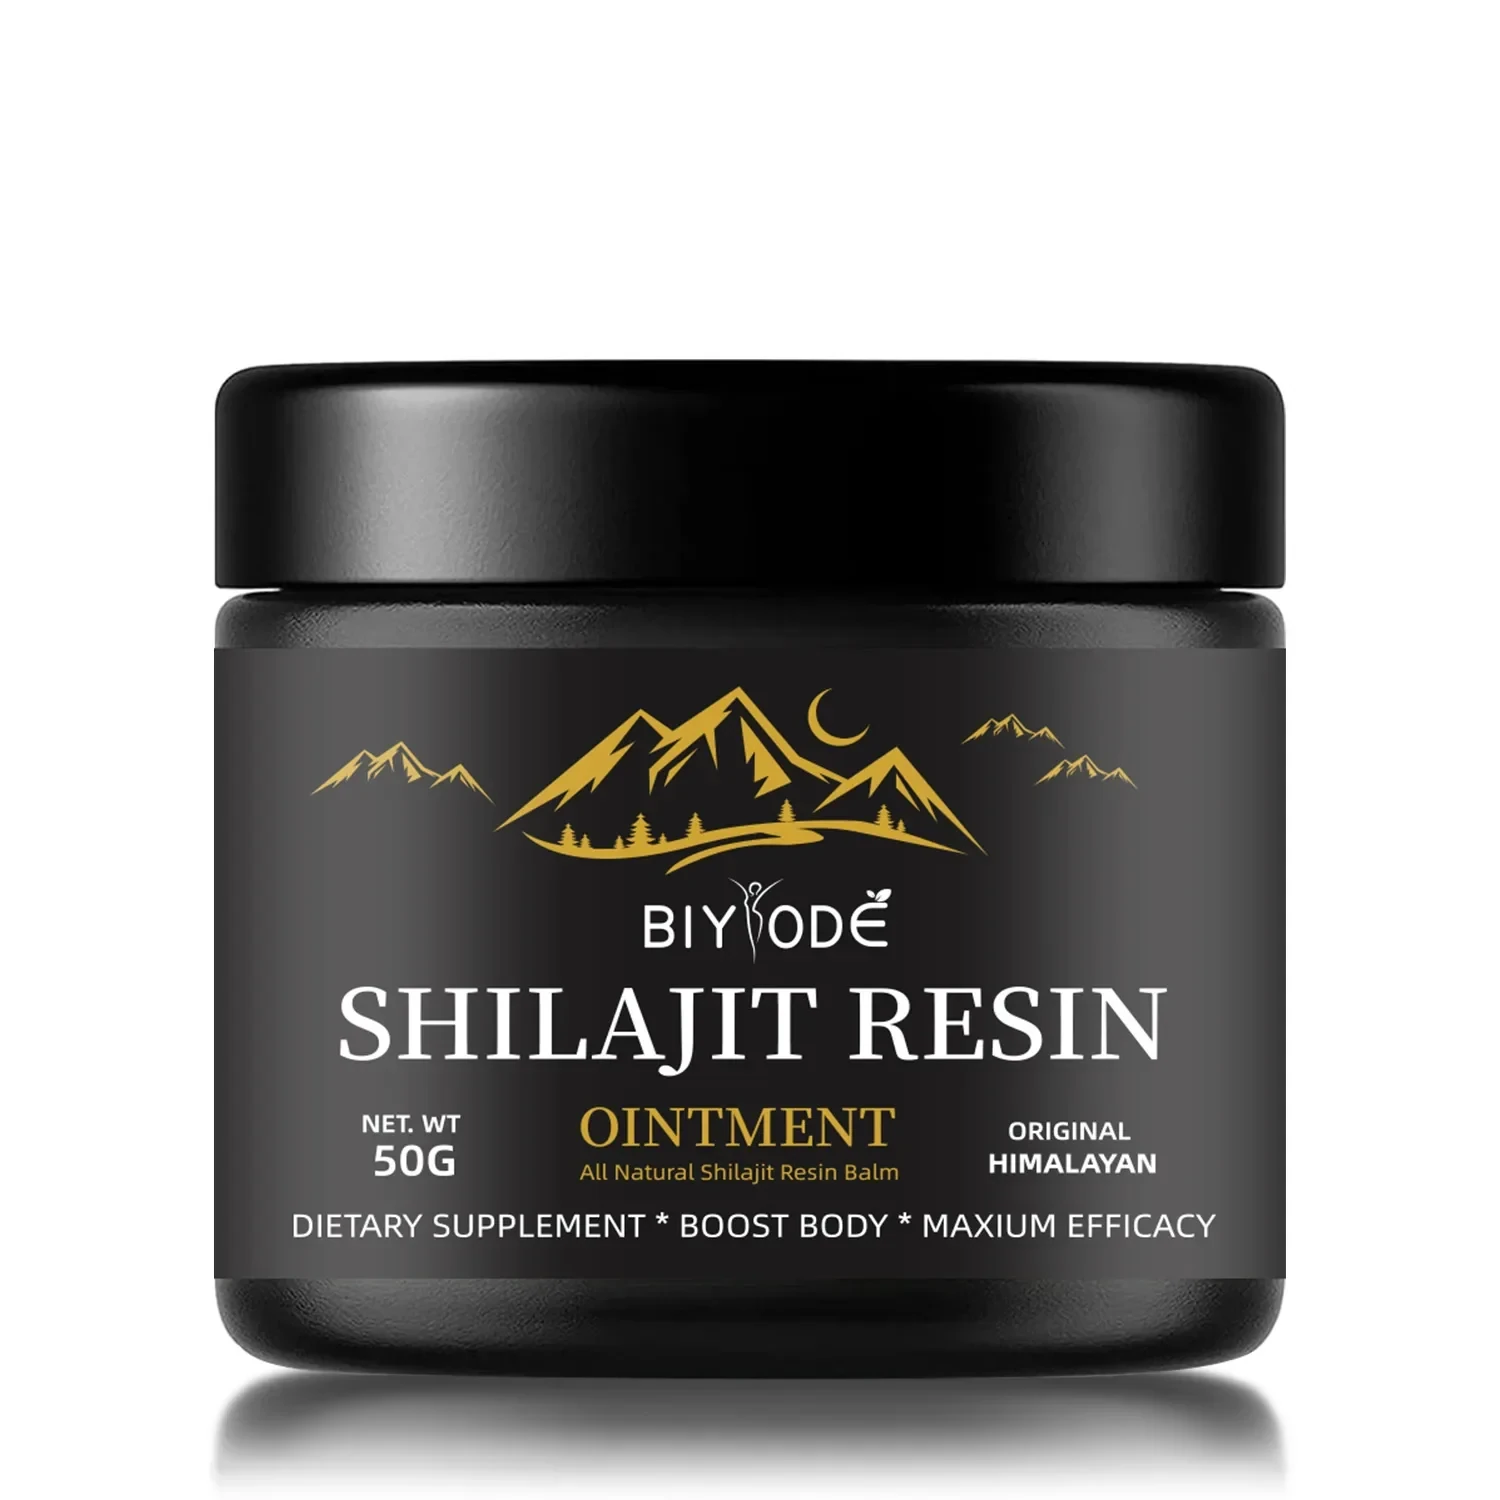 BIYODE
SHILAJIT RESIN
NET. WT
50G
OINTMENT
All Natural Shilajit Resin Balm
ORIGINAL
HIMALAYAN
DIETARY SUPPLEMENT * BOOST BODY * MAXIUM EFFICACY